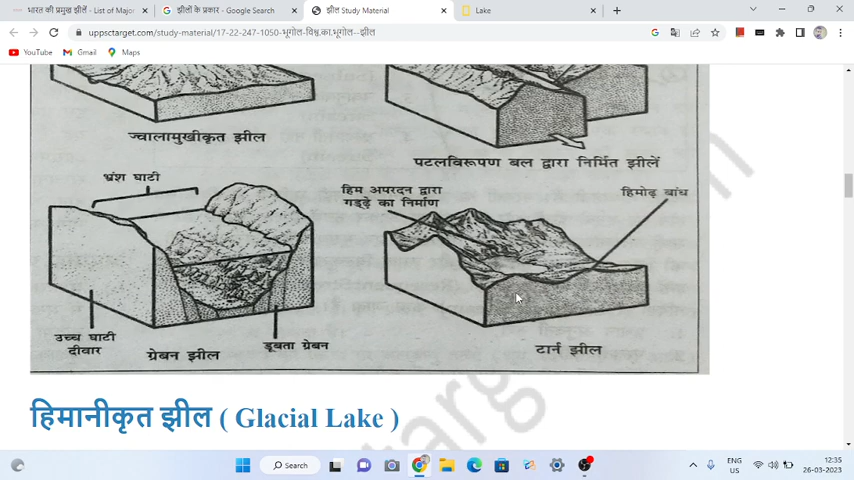 भारत की प्रमुख झीलें - List of Major
झीलों के प्रकार - Google Search
झील Study Material
Lake
uppsctarget.com/study-material/17-22-247-1050-भूगोल-विश्व.का.भूगोल--झील
YouTube
Gmail
Maps
ज्वालामुखीकृत झील
पटलविरूपण बल द्वारा निर्मित झीलें
भ्रंश घाटी
हिम अपरदन द्वारा
गड्ढे का निर्माण
हिमोढ़ बांध
उच्च घाटी
दीवार
ग्रेबन झील
डूबता ग्रेबन
टार्न झील
हिमानीकृत झील ( Glacial Lake )
Search
ENG
US
12:35
26-03-2023